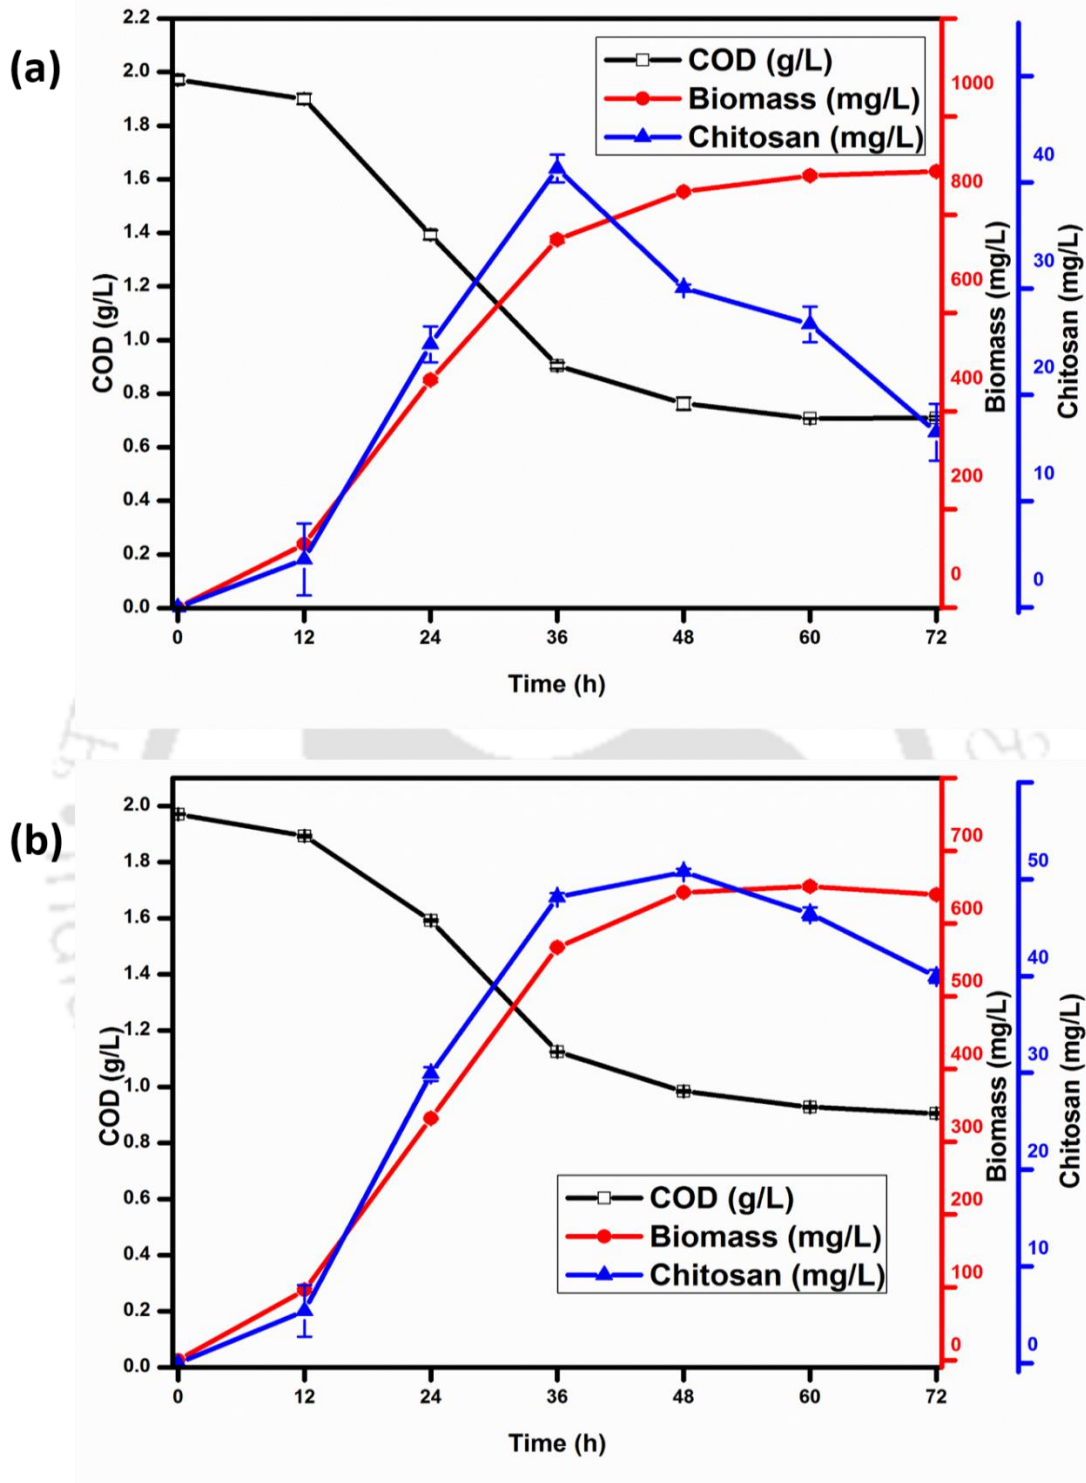 (a)
2.2
2.0
1.8
1.6
1.4
1.2
1.0
0.8
0.6
0.4
0.2
0.0
COD (g/L)
COD (g/L)
Biomass (mg/L)
Chitosan (mg/L)
1000
800
600
400
200
0
Biomass (mg/L)
40
30
20
10
0
Chitosan (mg/L)
0 12 24 36 48 60 72
Time (h)
(b)
2.0
1.8
1.6
1.4
1.2
1.0
0.8
0.6
0.4
0.2
0.0
COD (g/L)
COD (g/L)
Biomass (mg/L)
Chitosan (mg/L)
700
600
500
400
300
200
100
0
Biomass (mg/L)
50
40
30
20
10
0
Chitosan (mg/L)
0 12 24 36 48 60 72
Time (h)